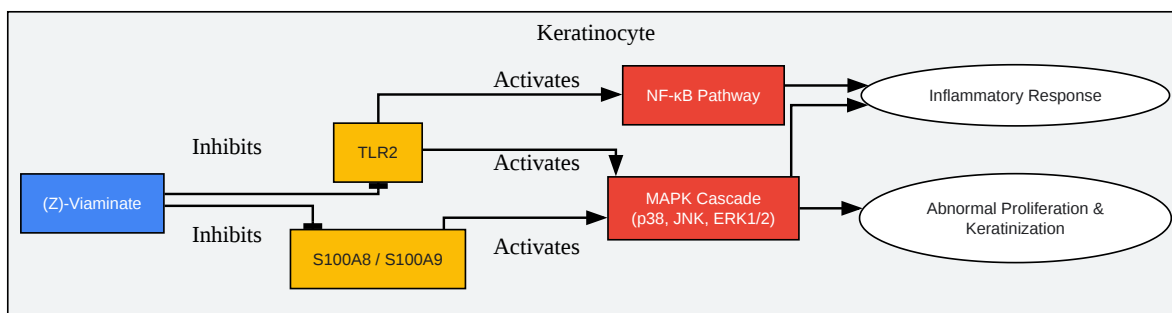 Keratinocyte
Activates
NF-κB Pathway
Inflammatory Response
Inhibits
TLR2
Activates
(Z)-Viaminate
MAPK Cascade
(p38, JNK, ERK1/2)
Abnormal Proliferation &
Keratinization
Inhibits
S100A8 / S100A9
Activates